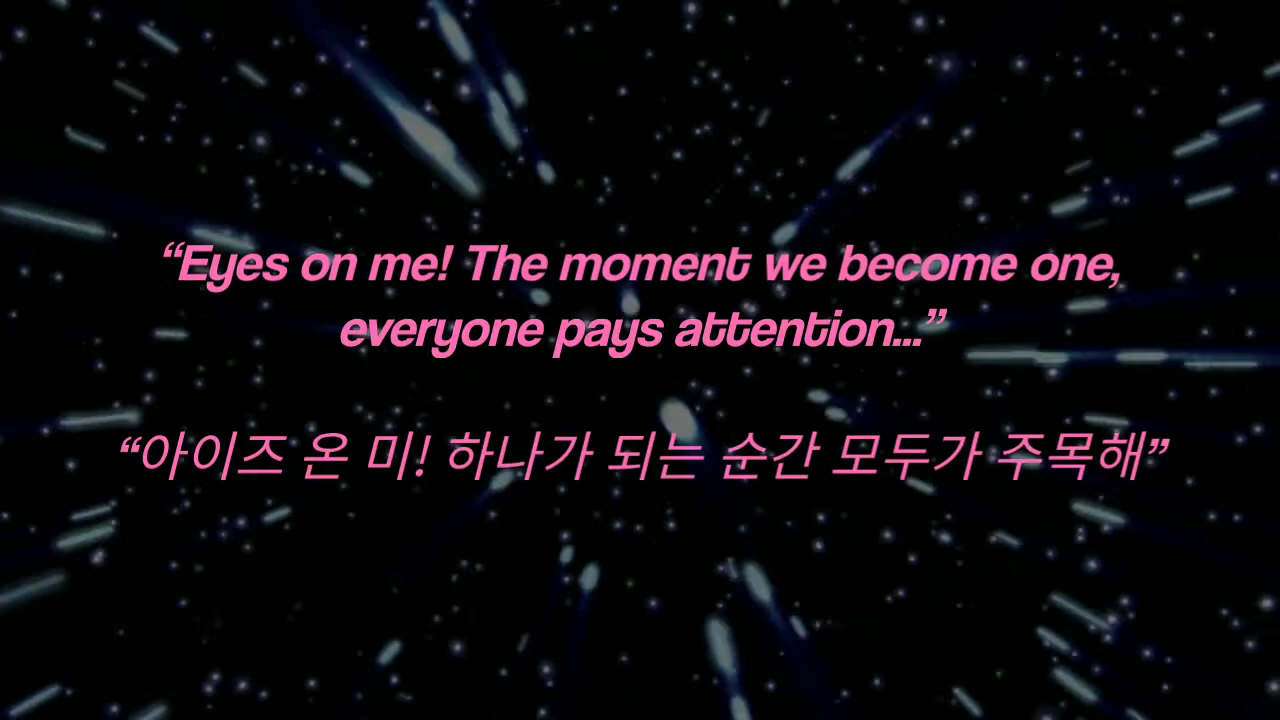 “Eyes on me! The moment we become one,
everyone pays attention...”
“아이즈 온 미! 하나가 되는 순간 모두가 주목해”